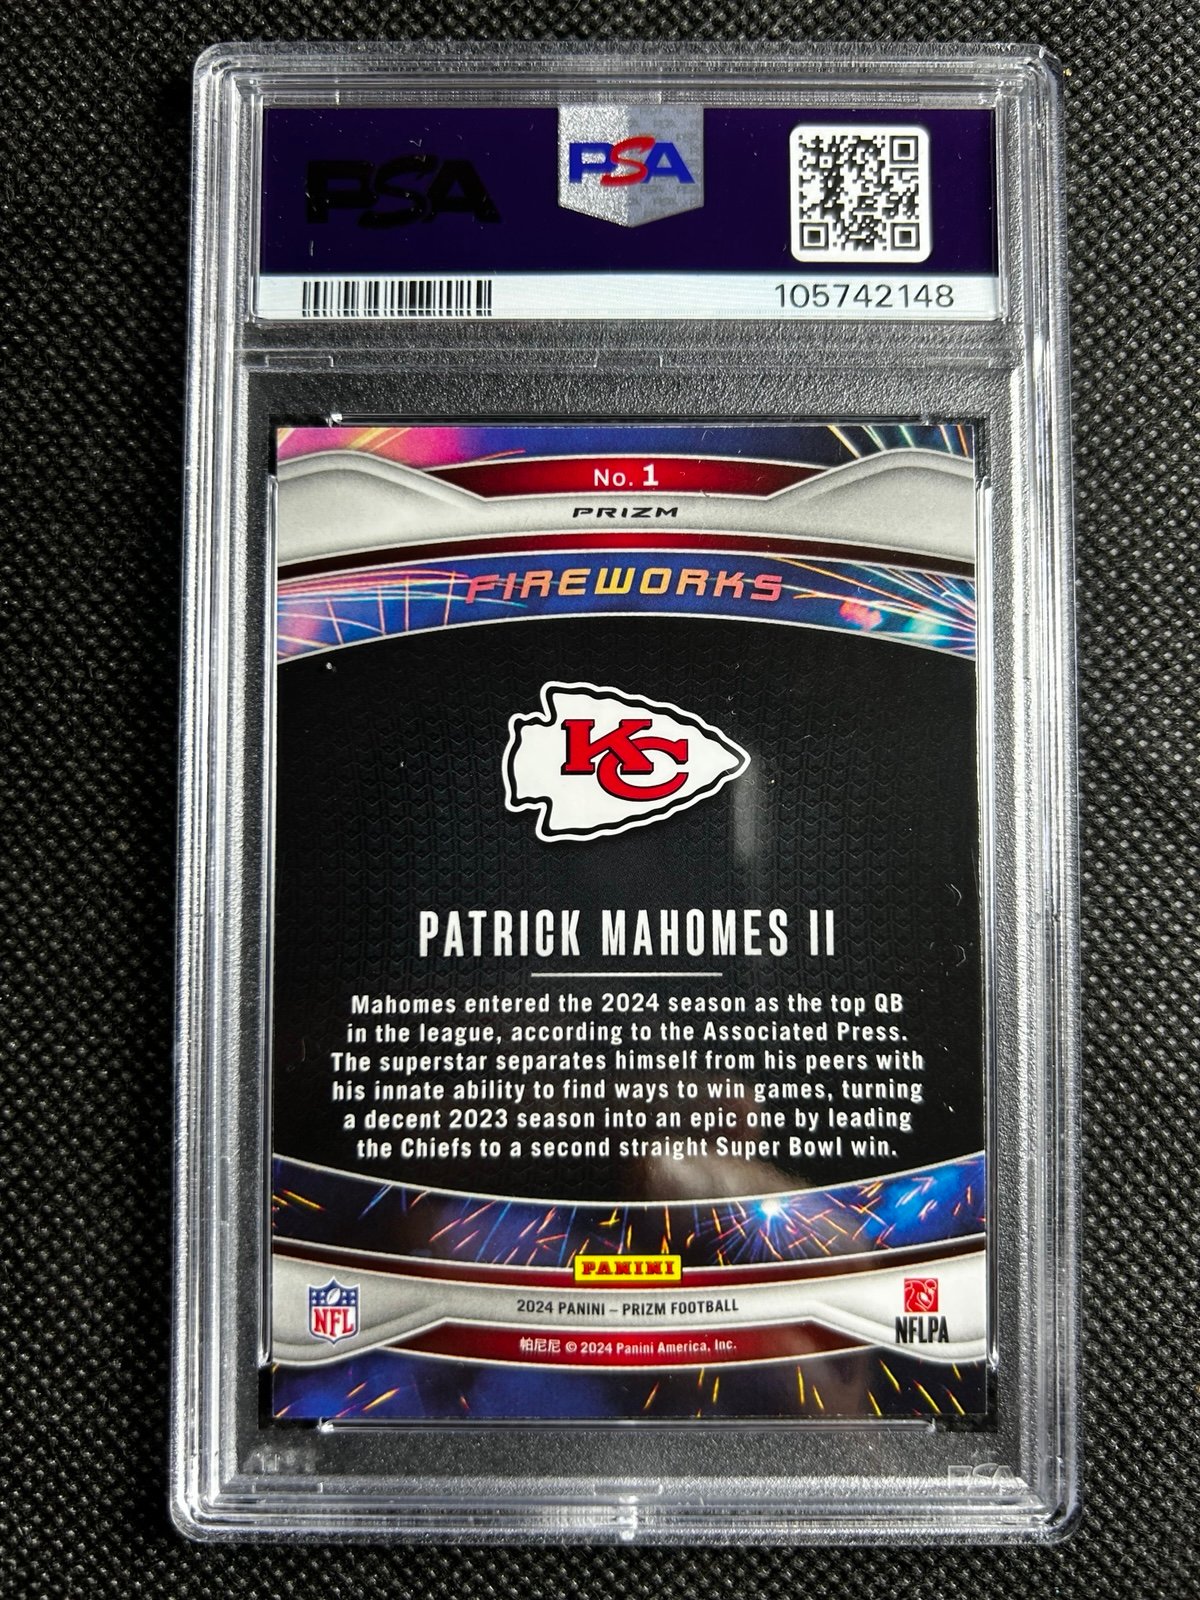 PSA
PSA
105742148
No. 1
PRIZM
FIREWORKS
KC
PATRICK MAHOMES II
Mahomes entered the 2024 season as the top QB
in the league, according to the Associated Press.
The superstar separates himself from his peers with
his innate ability to find ways to win games, turning
a decent 2023 season into an epic one by leading
the Chiefs to a second straight Super Bowl win.
PANINI
NFL
2024 PANINI – PRIZM FOOTBALL
NFLPA
帕尼尼 © 2024 Panini America, Inc.
PSA